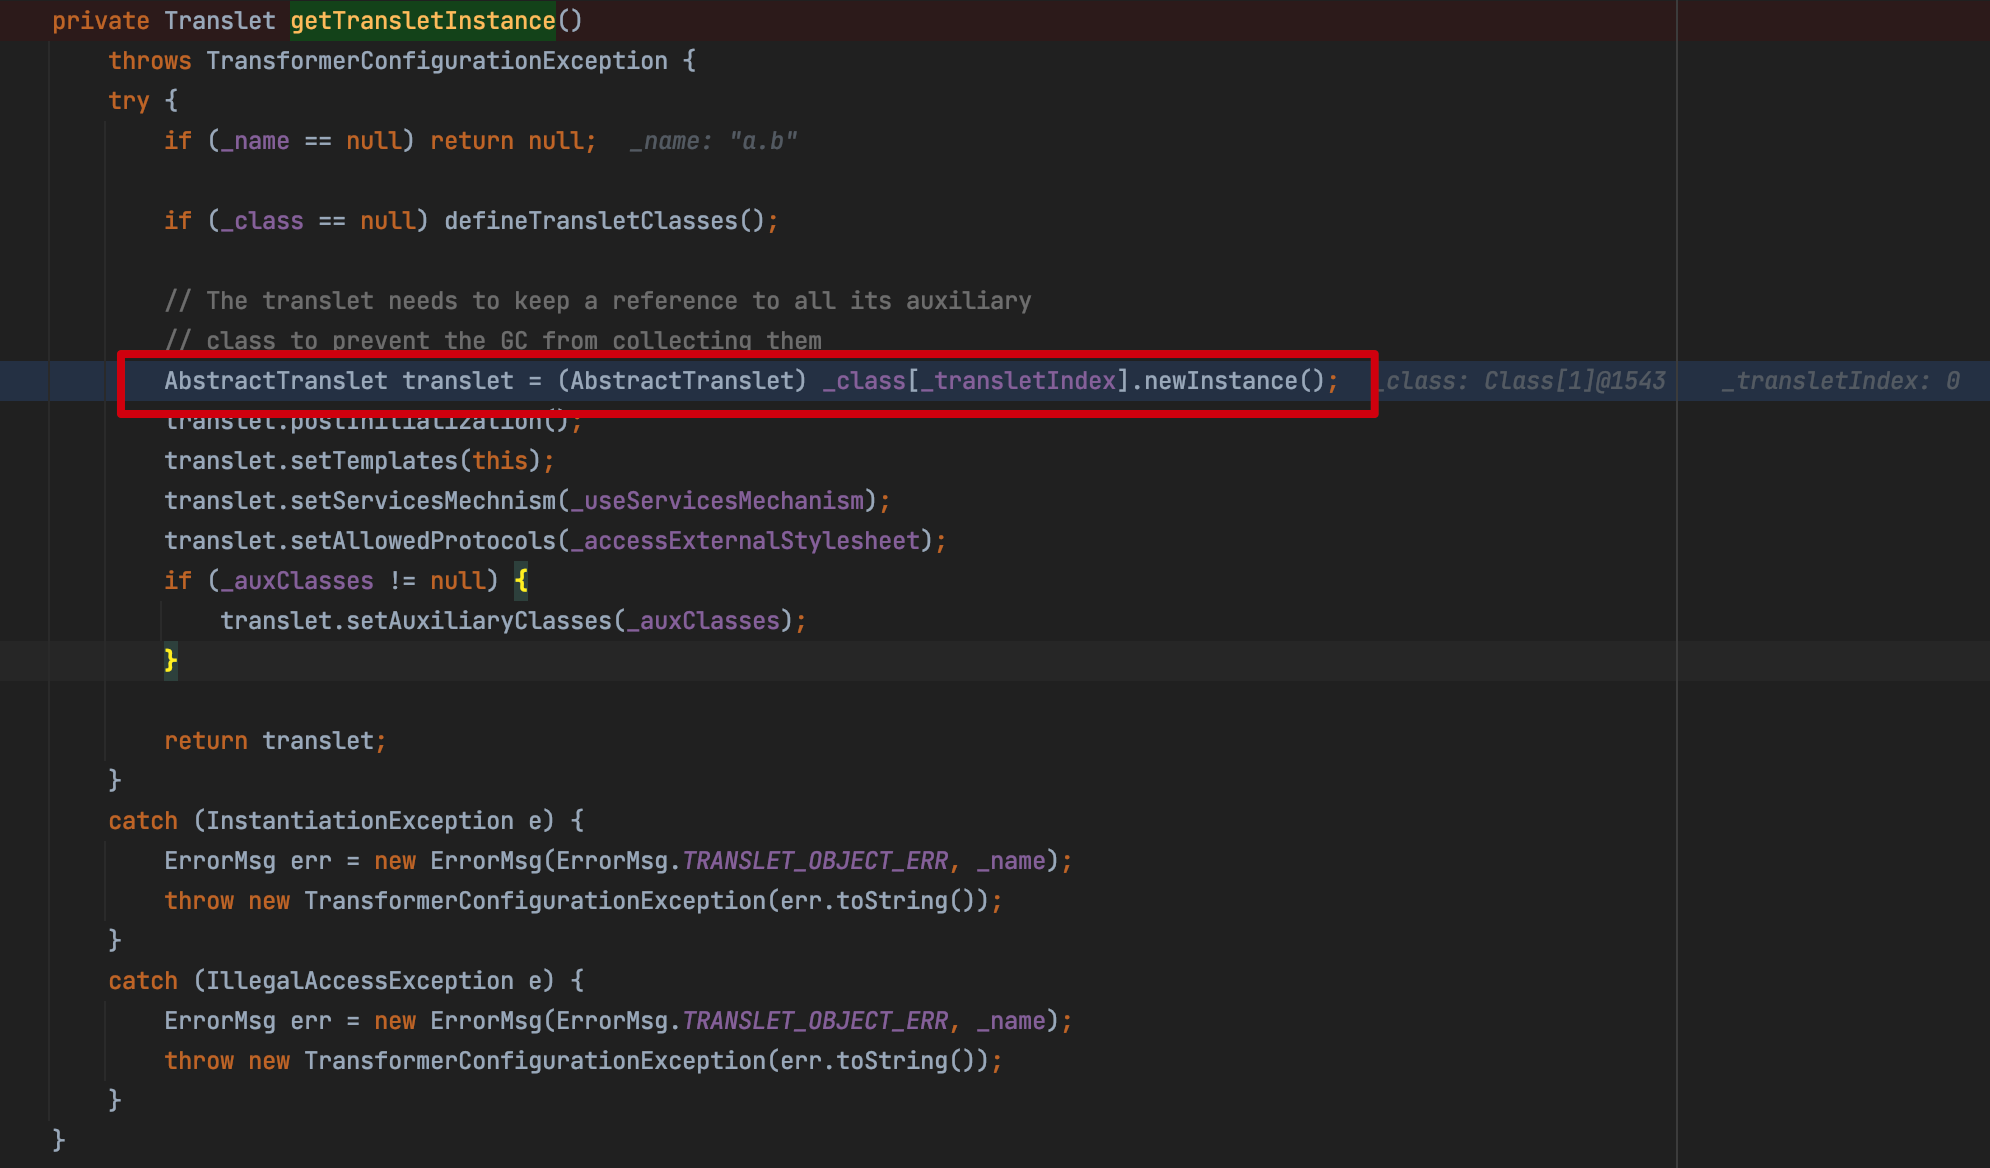 private Translet getTransletInstance()
throws TransformerConfigurationException {
try {
if (_name == null) return null; _name: "a.b"
if (_class == null) defineTransletClasses();
// The translet needs to keep a reference to all its auxiliary
// class to prevent the GC from collecting them
AbstractTranslet translet = (AbstractTranslet) _class[_transletIndex].newInstance(); _class: Class[1]@1543 _transletIndex: 0
translet.postInitialization();
translet.setTemplates(this);
translet.setServicesMechnism(_useServicesMechanism);
translet.setAllowedProtocols(_accessExternalStylesheet);
if (_auxClasses != null) {
translet.setAuxiliaryClasses(_auxClasses);
}
return translet;
}
catch (InstantiationException e) {
ErrorMsg err = new ErrorMsg(ErrorMsg.TRANSLET_OBJECT_ERR, _name);
throw new TransformerConfigurationException(err.toString());
}
catch (IllegalAccessException e) {
ErrorMsg err = new ErrorMsg(ErrorMsg.TRANSLET_OBJECT_ERR, _name);
throw new TransformerConfigurationException(err.toString());
}
}